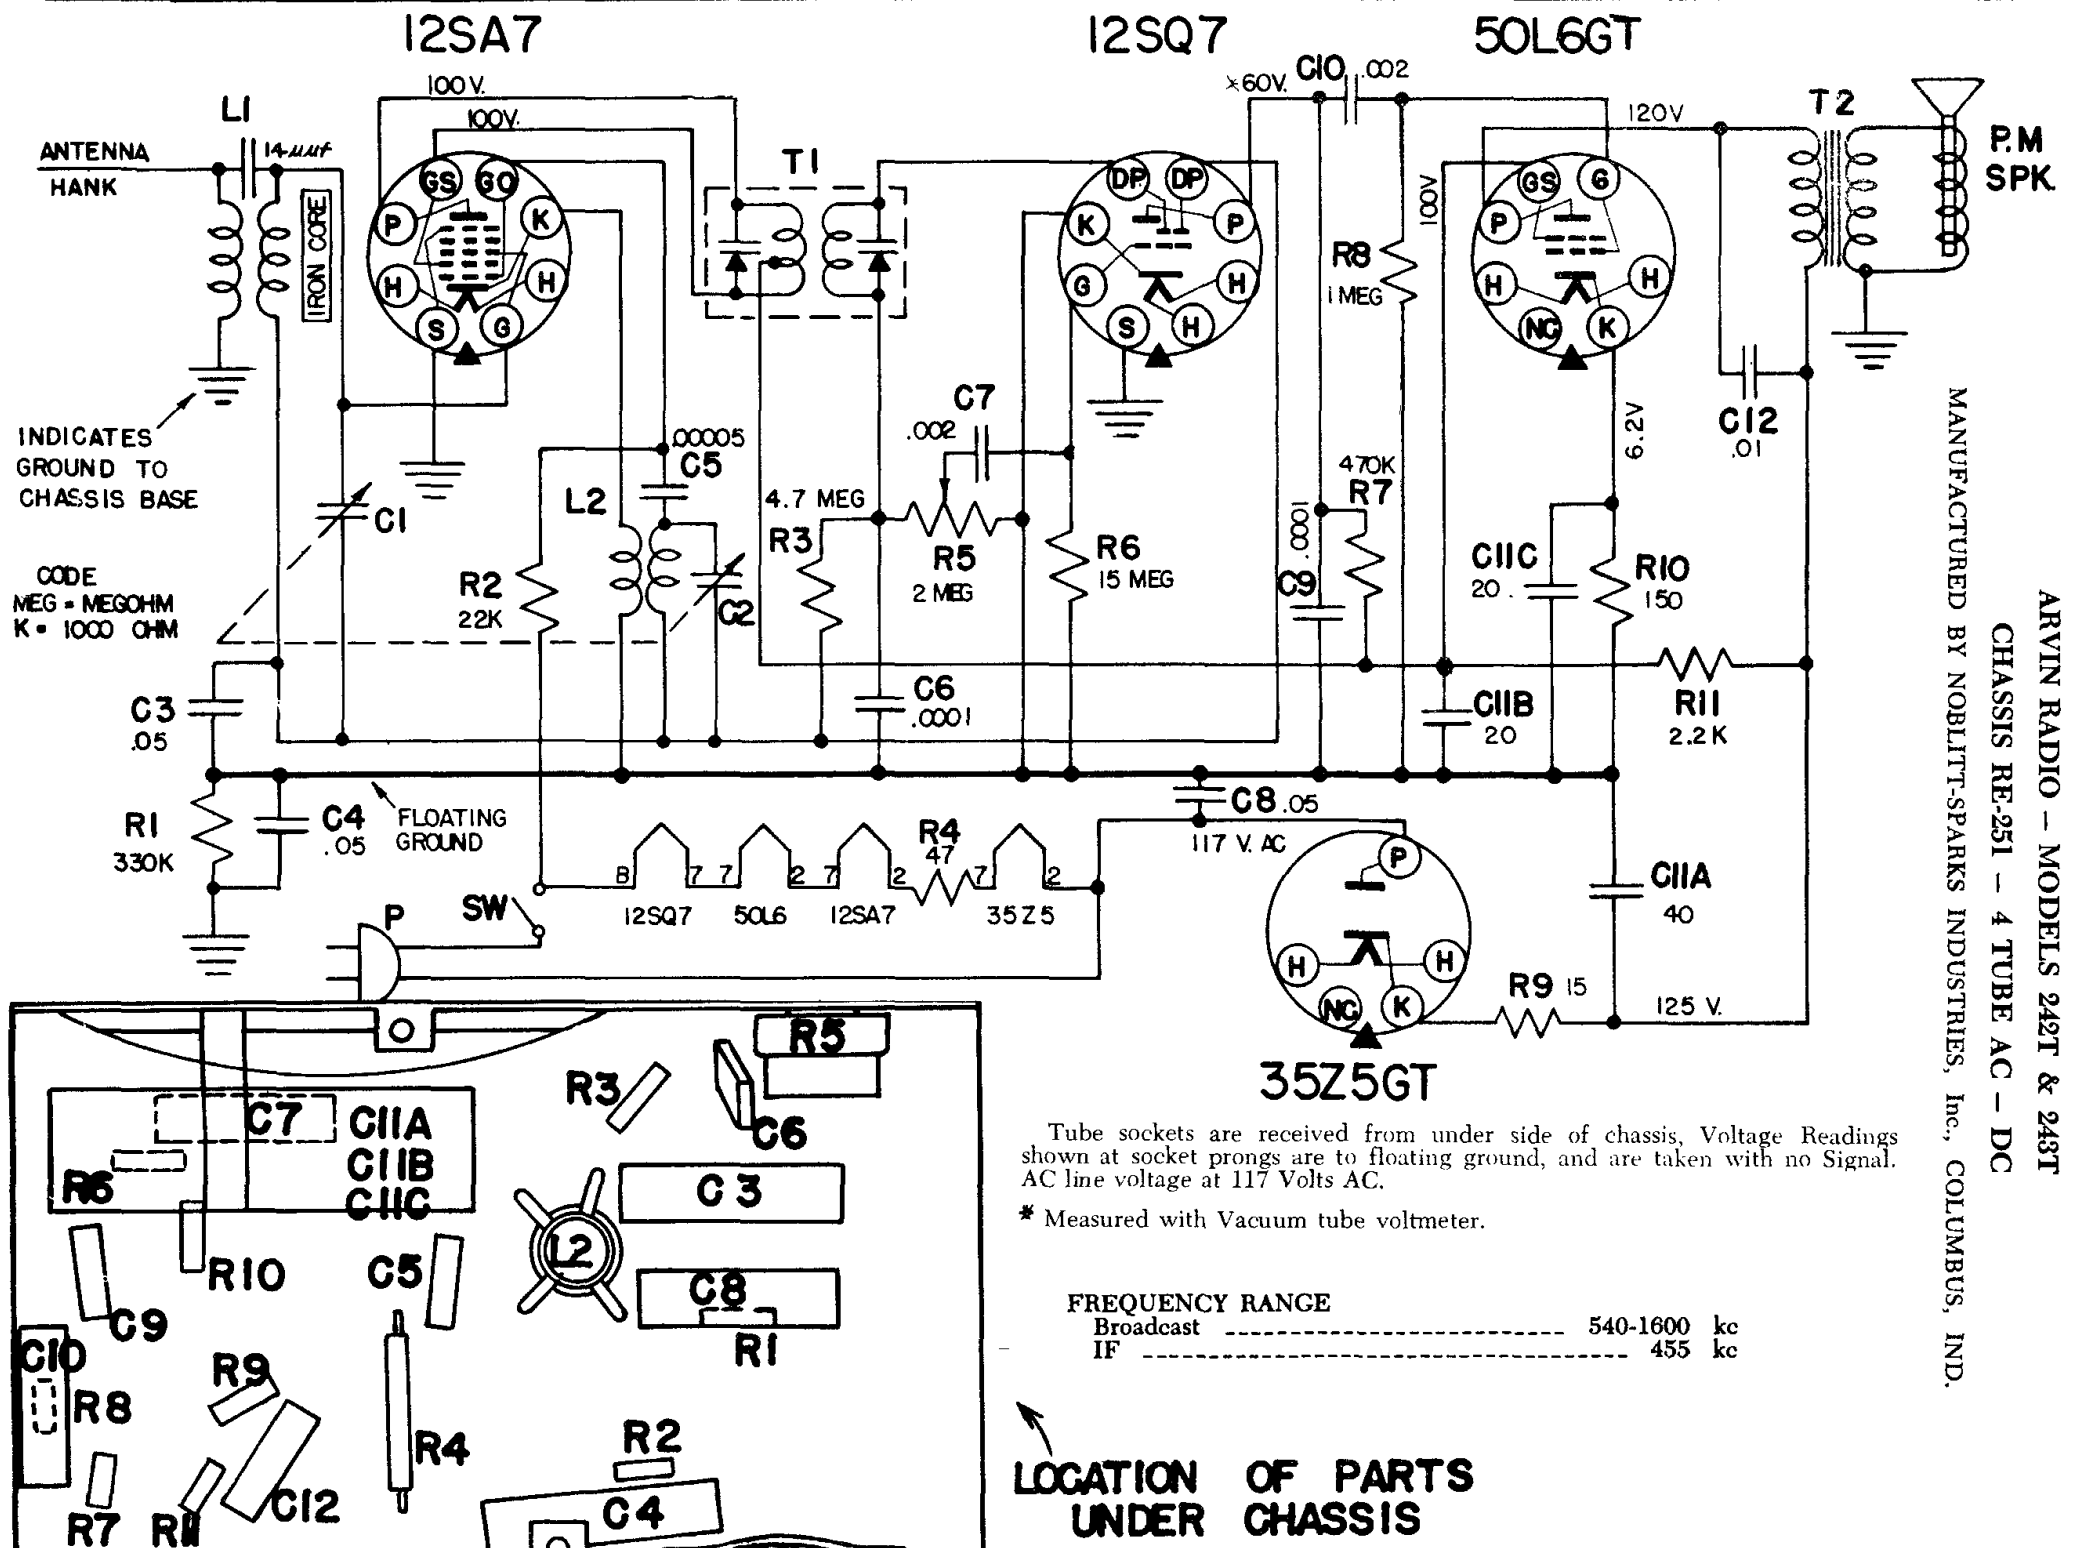 12SA7
12SQ7
50L6GT
100V.
100V.
*60V.
C10 .002
120V
T2
P.M
SPK.
L1
14µµf
ANTENNA
HANK
IRON CORE
GS
GO
P
K
H
H
S
G
T1
DP
DP
K
P
G
H
S
H
R8
1 MEG
100V
GS
G
P
H
H
NC
K
INDICATES
GROUND TO
CHASSIS BASE
C1
CODE
MEG = MEGOHM
K = 1000 OHM
R2
22K
L2
.00005
C5
C2
4.7 MEG
R3
C7
.002
R5
2 MEG
R6
15 MEG
470K
R7
.0001
C9
6.2V
C11C
20.
R10
150
C12
.01
C3
.05
C6
.0001
C11B
20
R11
2.2K
R1
330K
C4
.05
FLOATING
GROUND
C8 .05
117 V. AC
R4
47
8
7
7
2
7
2
7
2
12SQ7
50L6
12SA7
35Z5
P
SW
P
H
H
NC
K
C11A
40
R9 15
125 V.
35Z5GT
ARVIN RADIO – MODELS 242T & 243T
CHASSIS RE-251 – 4 TUBE AC – DC
MANUFACTURED BY NOBLITT-SPARKS INDUSTRIES, Inc., COLUMBUS, IND.
Tube sockets are received from under side of chassis, Voltage Readings
shown at socket prongs are to floating ground, and are taken with no Signal.
AC line voltage at 117 Volts AC.
* Measured with Vacuum tube voltmeter.
FREQUENCY RANGE
Broadcast 540-1600 kc
IF 455 kc
R5
R3
C6
C7
C11A
C11B
C11C
R6
C3
R10
C5
L2
C8
R1
C9
C10
R8
R9
R4
R2
R7
R11
C12
C4
LOCATION OF PARTS
UNDER CHASSIS